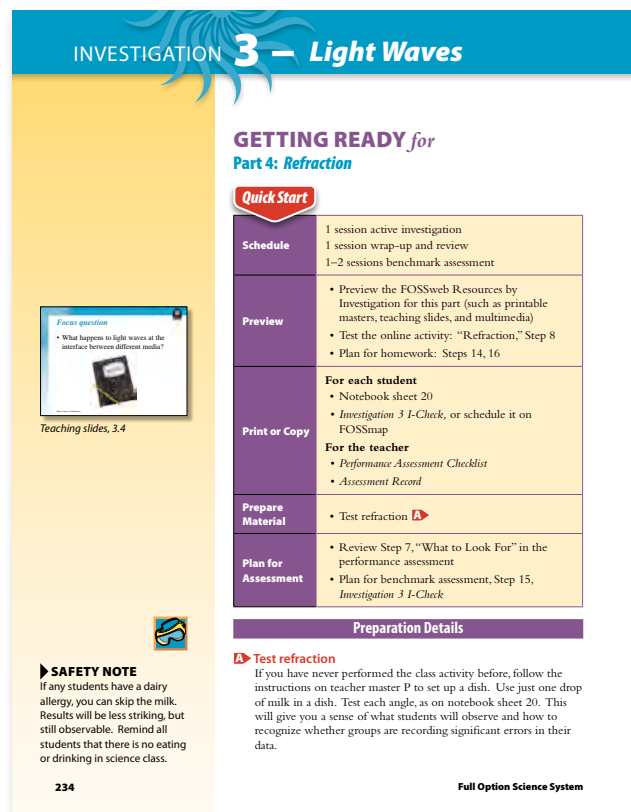 INVESTIGATION 3 – Light Waves
GETTING READY for
Part 4: Refraction
Quick Start
Schedule
1 session active investigation
1 session wrap-up and review
1–2 sessions benchmark assessment
Preview
• Preview the FOSSweb Resources by
Investigation for this part (such as printable
masters, teaching slides, and multimedia)
• Test the online activity: “Refraction,” Step 8
• Plan for homework: Steps 14, 16
Print or Copy
For each student
• Notebook sheet 20
• Investigation 3 I-Check, or schedule it on
FOSSmap
For the teacher
• Performance Assessment Checklist
• Assessment Record
Prepare
Material
• Test refraction A
Plan for
Assessment
• Review Step 7, “What to Look For” in the
performance assessment
• Plan for benchmark assessment, Step 15,
Investigation 3 I-Check
Focus question
• What happens to light waves at the
interface between different media?
Teaching slides, 3.4
SAFETY NOTE
If any students have a dairy
allergy, you can skip the milk.
Results will be less striking, but
still observable. Remind all
students that there is no eating
or drinking in science class.
Preparation Details
A Test refraction
If you have never performed the class activity before, follow the
instructions on teacher master P to set up a dish. Use just one drop
of milk in a dish. Test each angle, as on notebook sheet 20. This
will give you a sense of what students will observe and how to
recognize whether groups are recording significant errors in their
data.
234
Full Option Science System